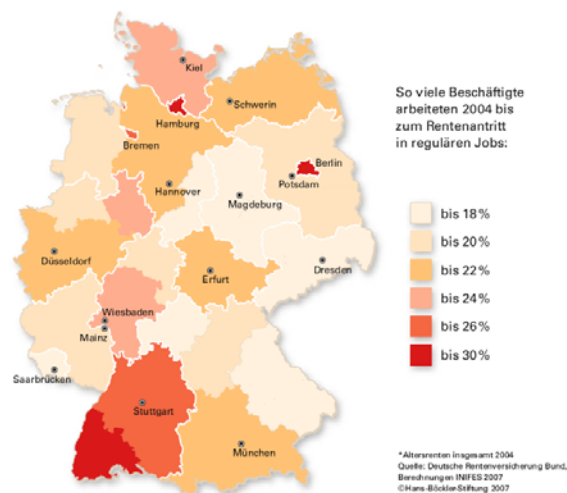 Kiel
Schwerin
Hamburg
Bremen
Berlin
Potsdam
Hannover
Magdeburg
Düsseldorf
Erfurt
Dresden
Wiesbaden
Mainz
Saarbrücken
Stuttgart
München
So viele Beschäftigte
arbeiteten 2004 bis
zum Rentenantritt
in regulären Jobs:
bis 18%
bis 20%
bis 22%
bis 24%
bis 26%
bis 30%
*Altersrenten insgesamt 2004
Quelle: Deutsche Rentenversicherung Bund,
Berechnungen INIFES 2007
©Hans-Böckler-Stiftung 2007